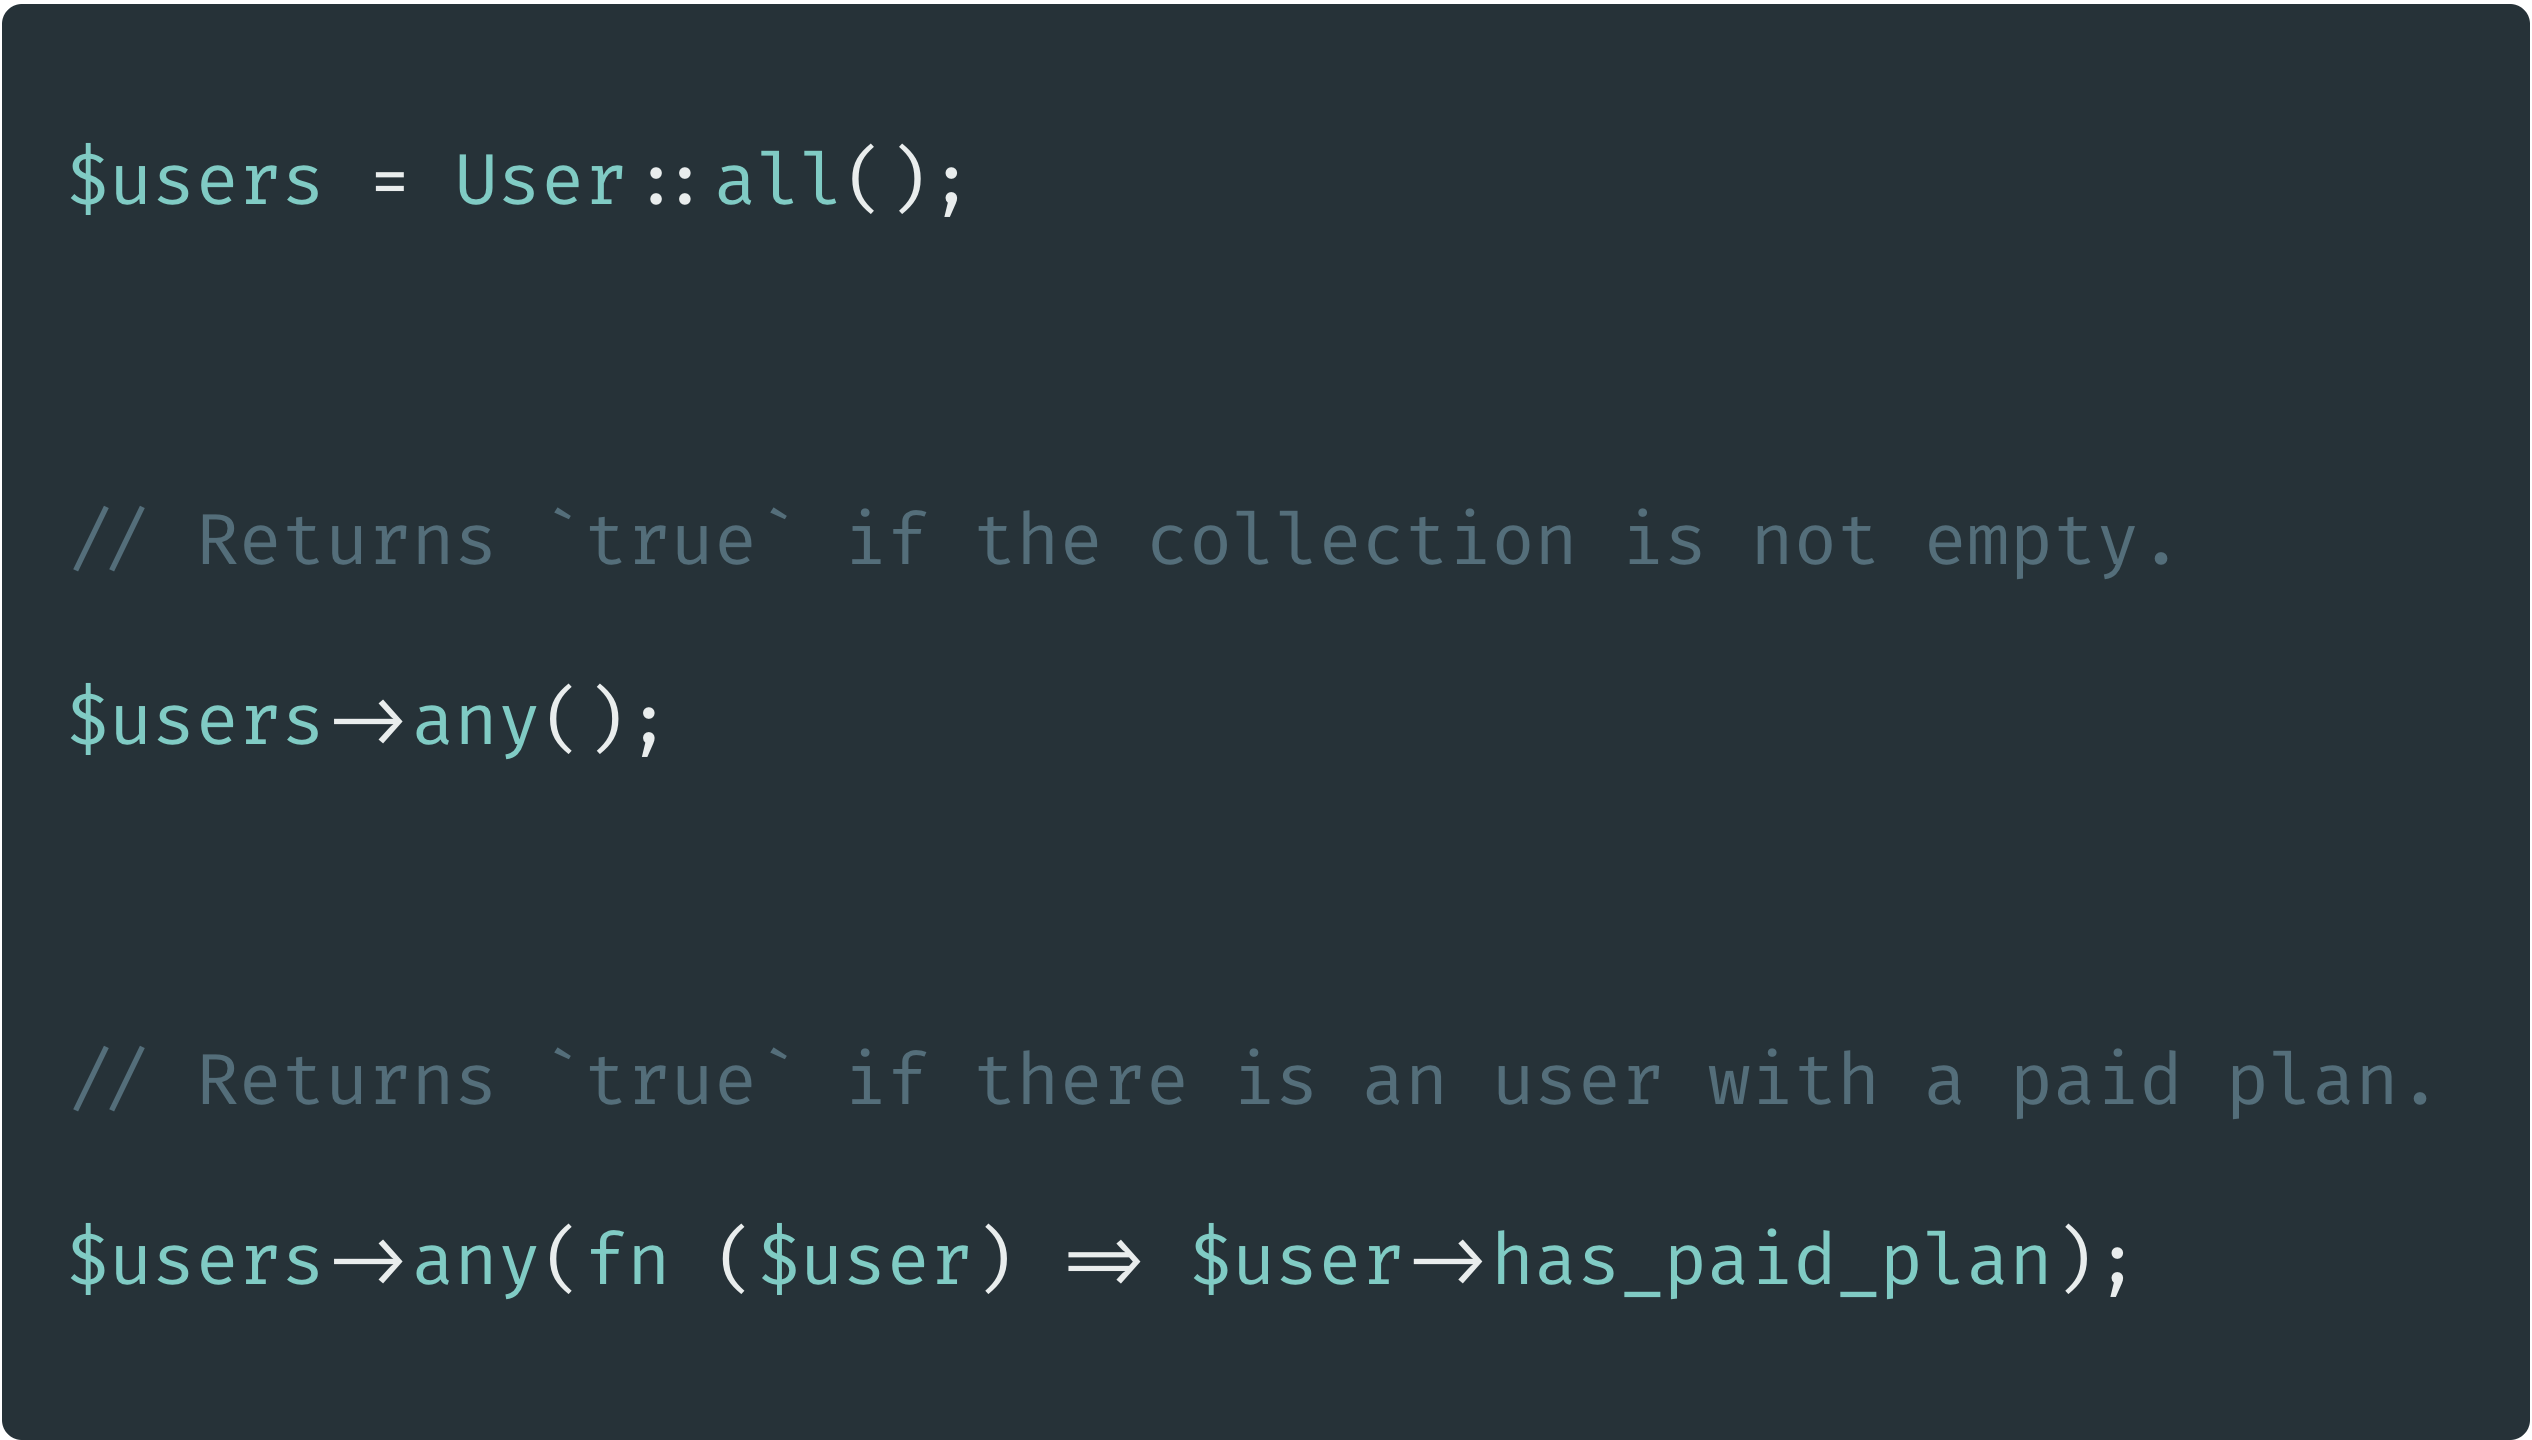 $users = User::all();
// Returns `true` if the collection is not empty.
$users->any();
// Returns `true` if there is an user with a paid plan.
$users->any(fn ($user) => $user->has_paid_plan);